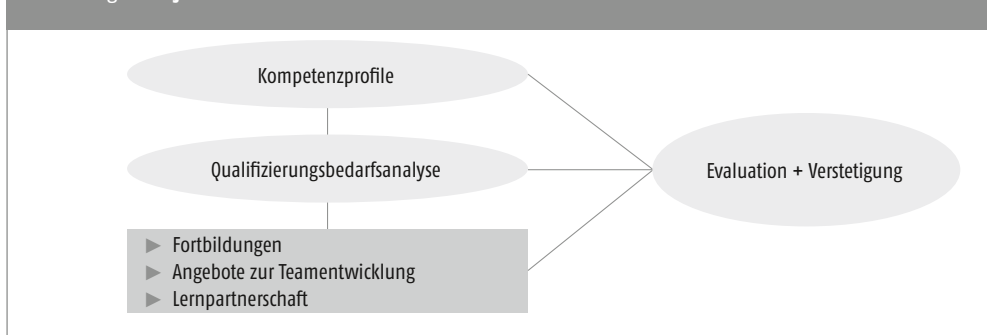 Kompetenzprofile
Qualifizierungsbedarfsanalyse
Evaluation + Verstetigung
▶ Fortbildungen
▶ Angebote zur Teamentwicklung
▶ Lernpartnerschaft